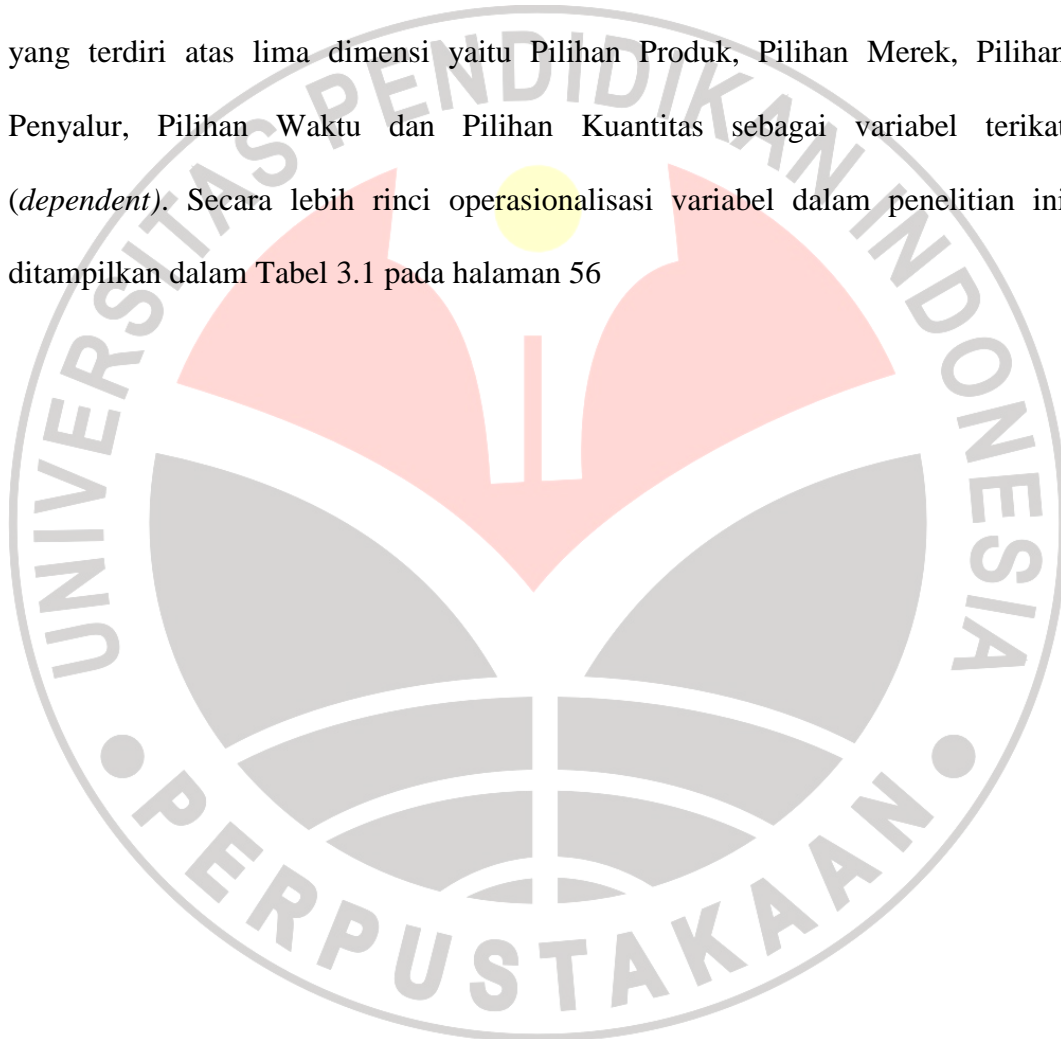 yang terdiri atas lima dimensi yaitu Pilihan Produk, Pilihan Merek, Pilihan
Penyalur, Pilihan Waktu dan Pilihan Kuantitas sebagai variabel terikat
(dependent). Secara lebih rinci operasionalisasi variabel dalam penelitian ini
ditampilkan dalam Tabel 3.1 pada halaman 56
UNIVERSITAS PENDIDIKAN INDONESIA
PERPUSTAKAAN